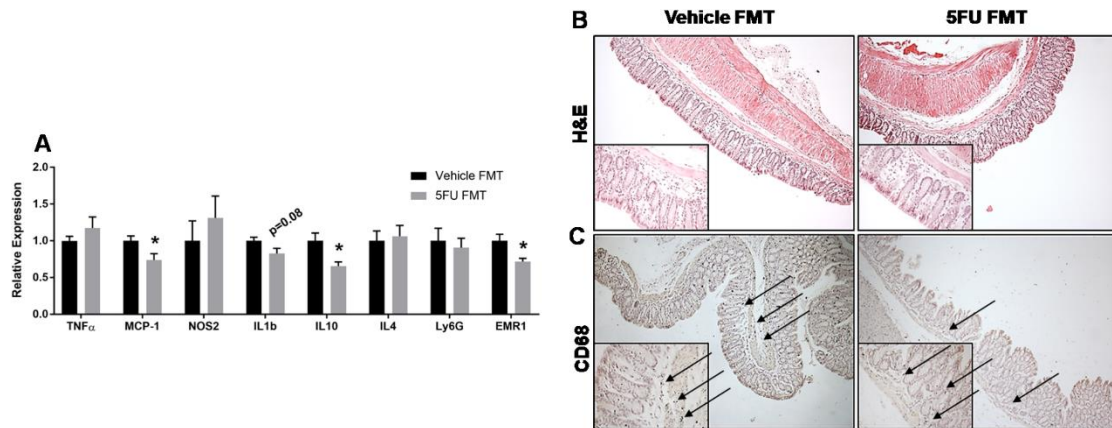 A
Relative Expression
2.0
1.5
1.0
0.5
0.0
Vehicle FMT
5FU FMT
*
p=0.08
*
*
TNFα MCP-1 NOS2 IL1b IL10 IL4 Ly6G EMR1
B
Vehicle FMT 5FU FMT
H&E
C
CD68